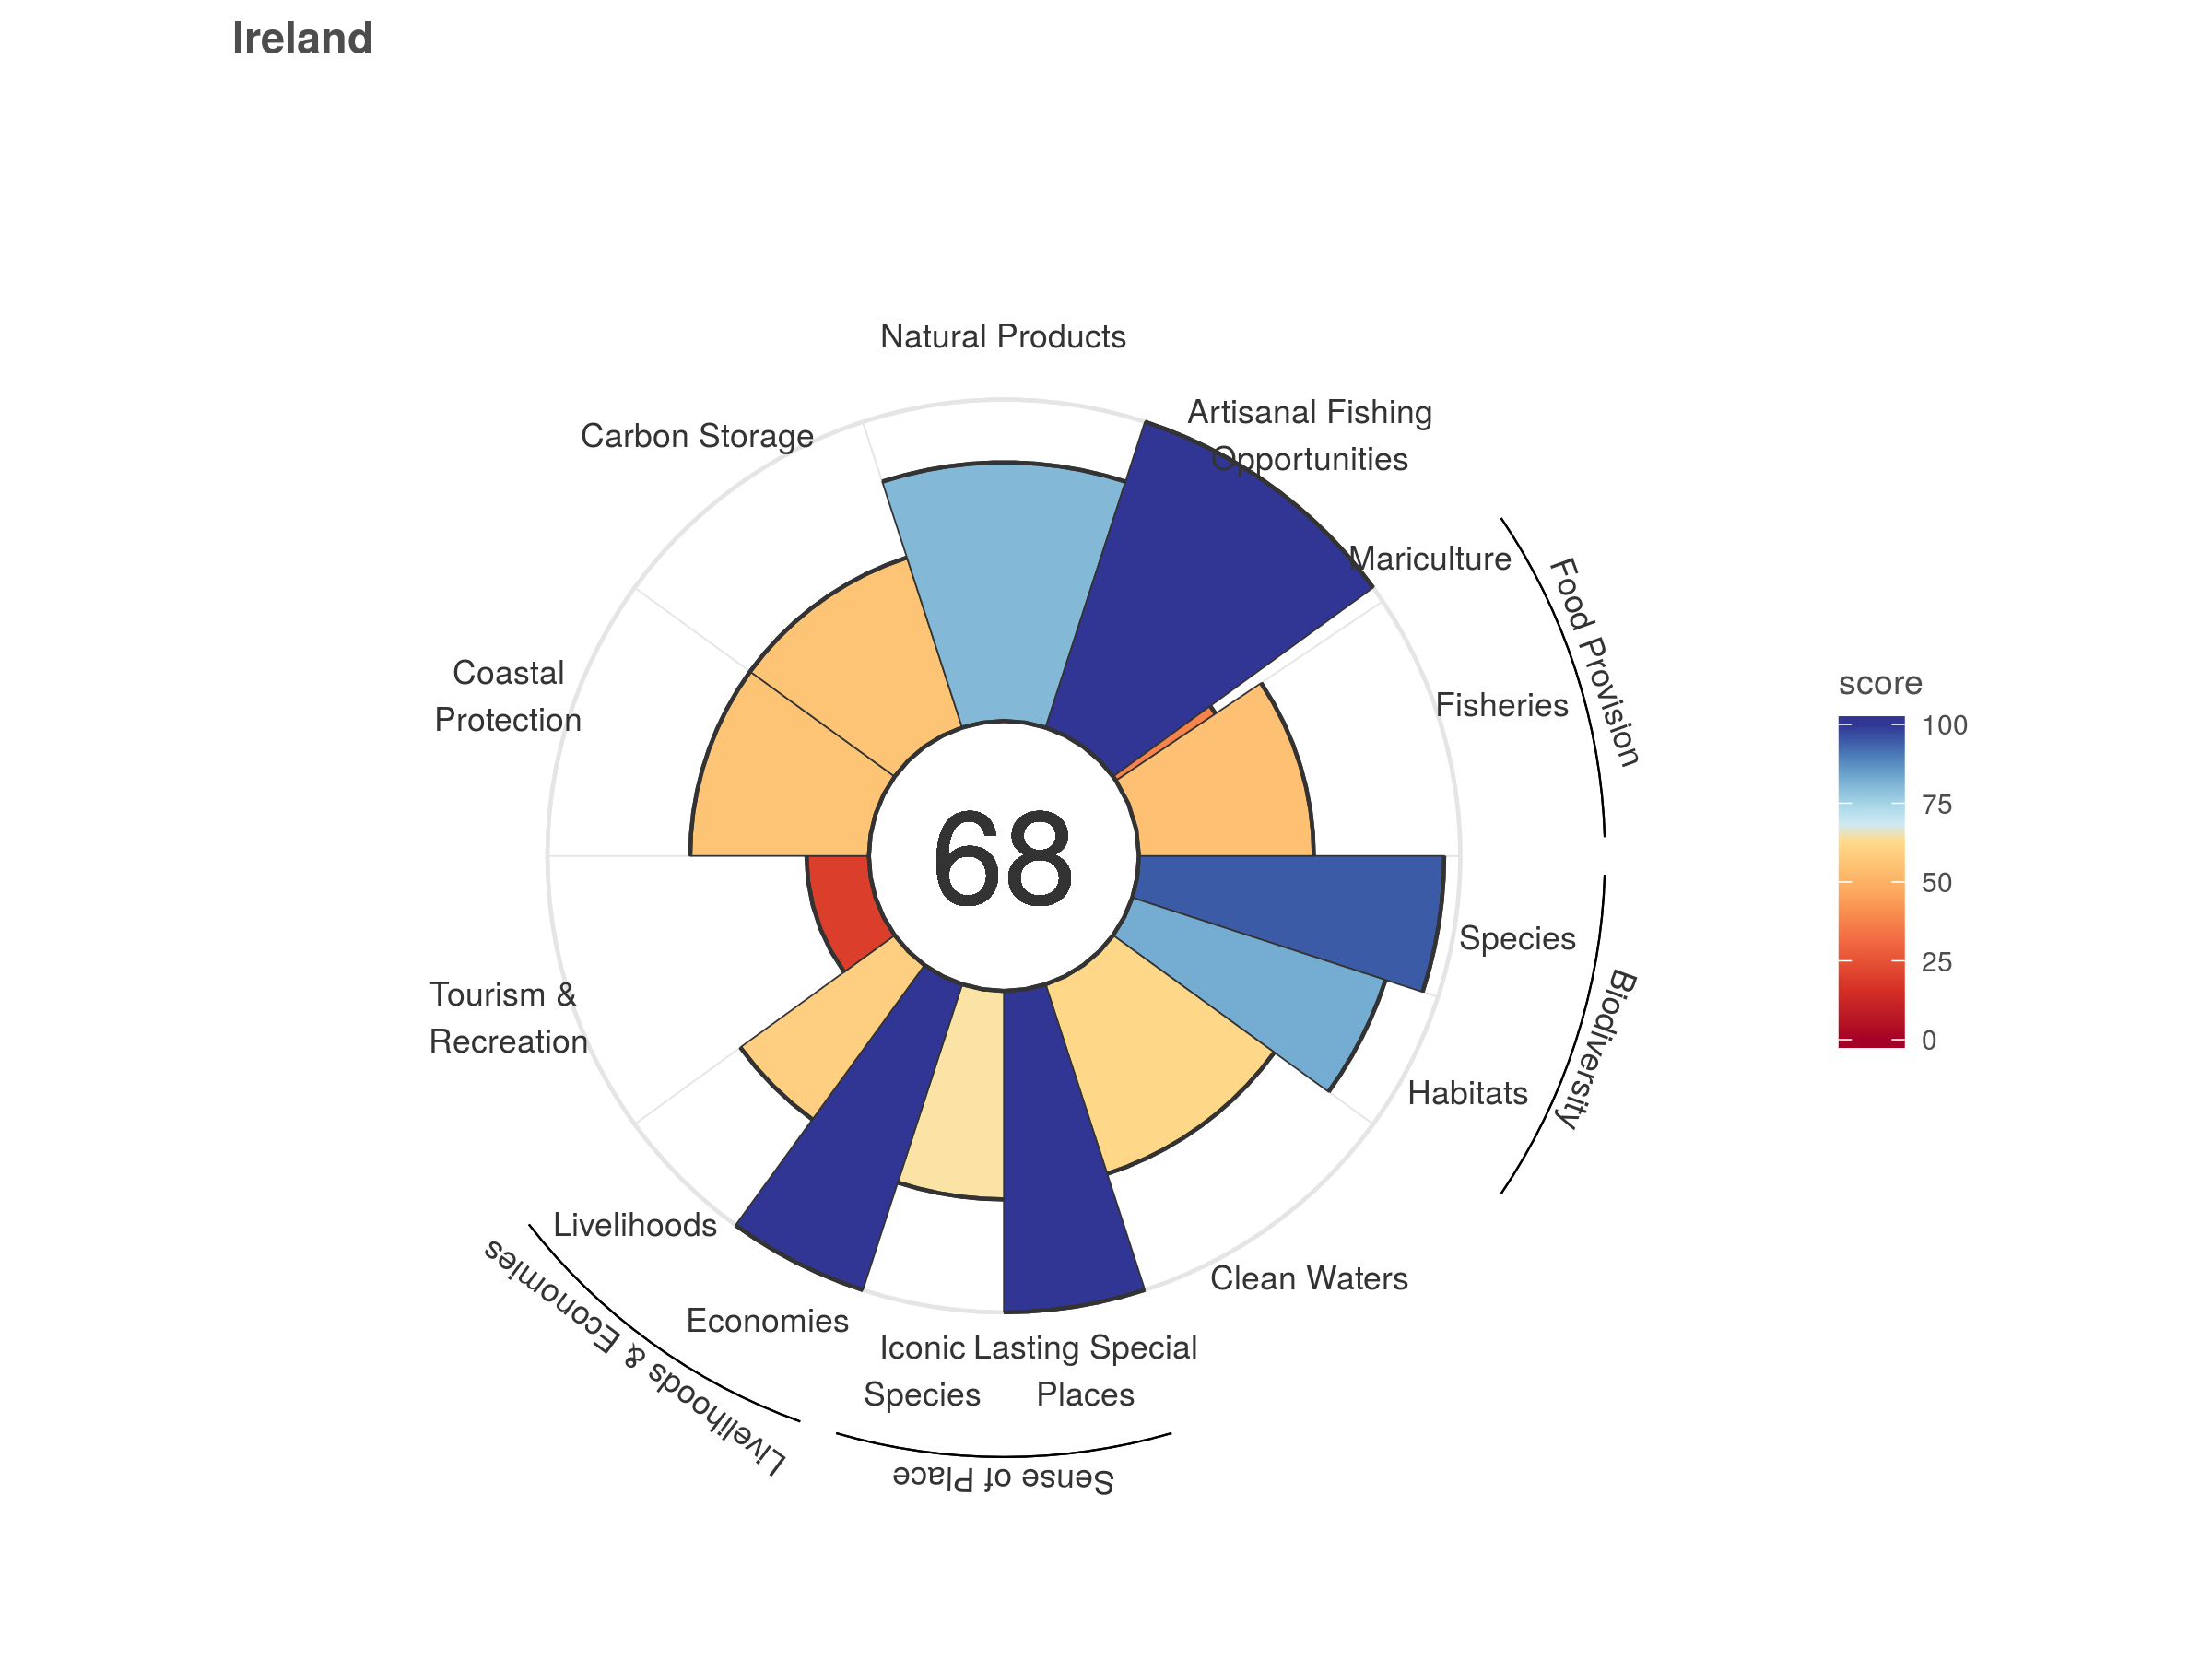 Ireland
Natural Products
Artisanal Fishing
Opportunities
Carbon Storage
Mariculture
Food Provision
Fisheries
Coastal
Protection
68
score
100
75
50
25
0
Species
Biodiversity
Habitats
Tourism &
Recreation
Livelihoods
Livelihoods & Economies
Economies
Clean Waters
Iconic
Species
Lasting Special
Places
Sense of Place